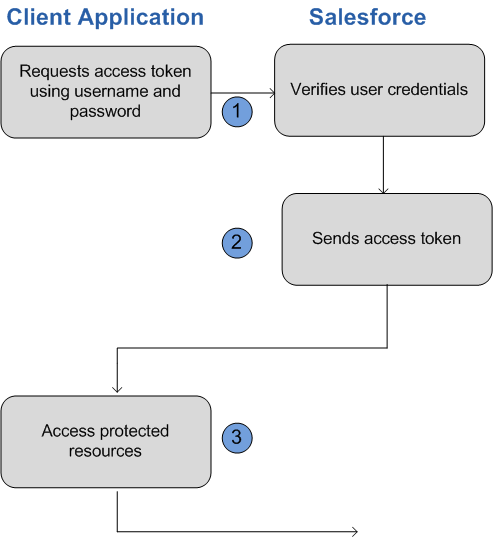 Client Application
Salesforce
Requests access token
using username and
password
1
Verifies user credentials
2
Sends access token
Access protected
resources
3